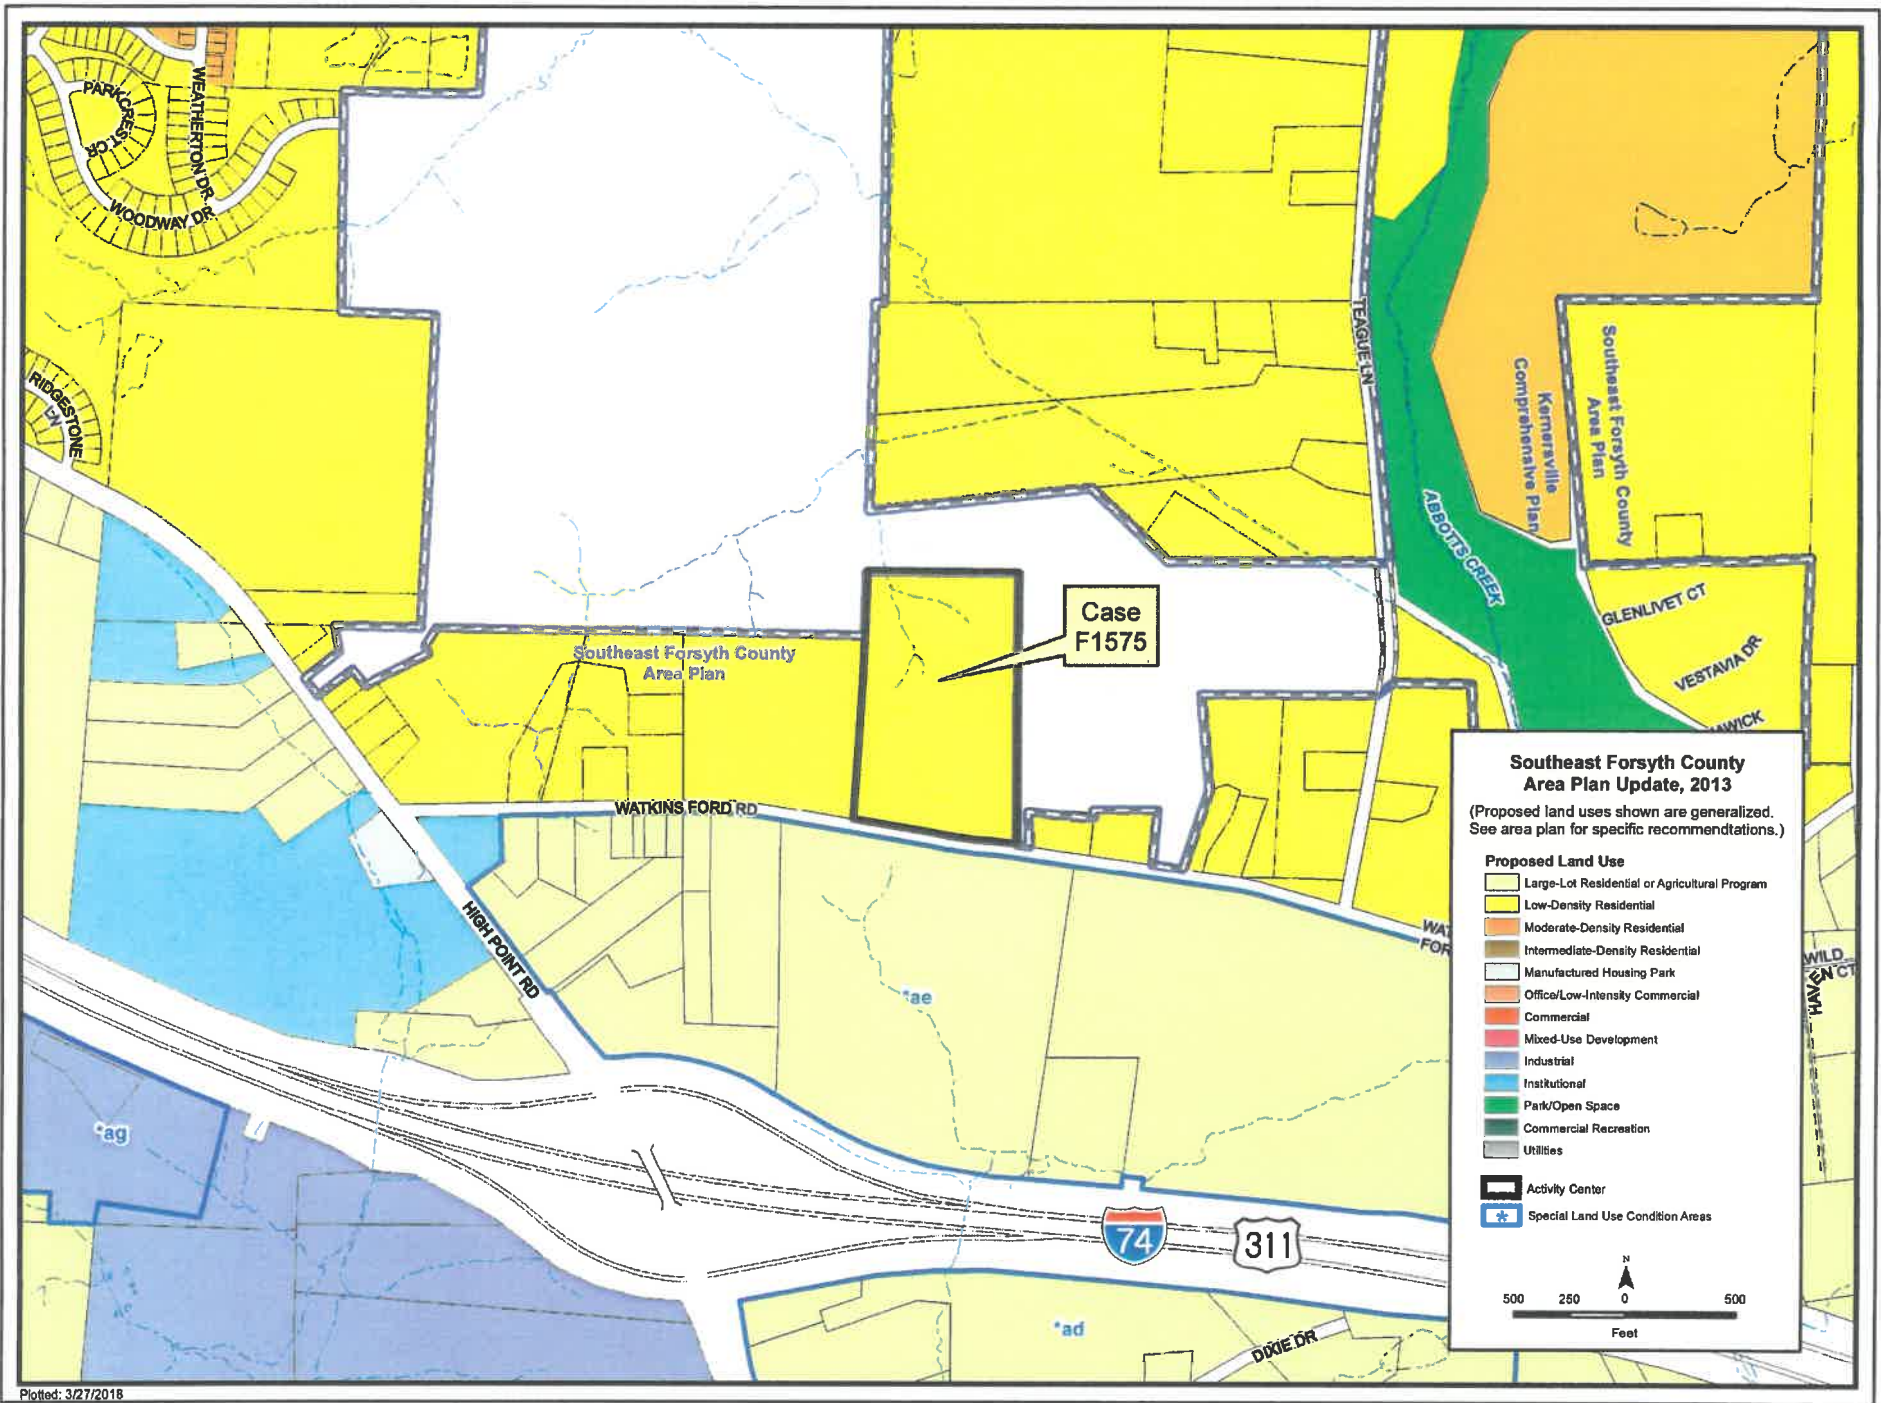 PARKCREST CR
WEATHERTON DR
WOODWAY DR
RIDGESTONE
LN
TEAGUE LN
Southeast Forsyth County
Area Plan
Kernersville
Comprehensive Plan
ABBOTTS CREEK
GLENLIVET CT
VESTAVIA DR
WICK
Case
F1575
Southeast Forsyth County
Area Plan
WATKINS FORD RD
HIGH POINT RD
WAT
FOR
WILD
HAVEN CT
*ae
*ag
*ad
74
311
DIXIE DR
Southeast Forsyth County
Area Plan Update, 2013
(Proposed land uses shown are generalized.
See area plan for specific recommendtations.)
Proposed Land Use
Large-Lot Residential or Agricultural Program
Low-Density Residential
Moderate-Density Residential
Intermediate-Density Residential
Manufactured Housing Park
Office/Low-Intensity Commercial
Commercial
Mixed-Use Development
Industrial
Institutional
Park/Open Space
Commercial Recreation
Utilities
Activity Center
* Special Land Use Condition Areas
N
500 250 0 500
Feet
Plotted: 3/27/2018